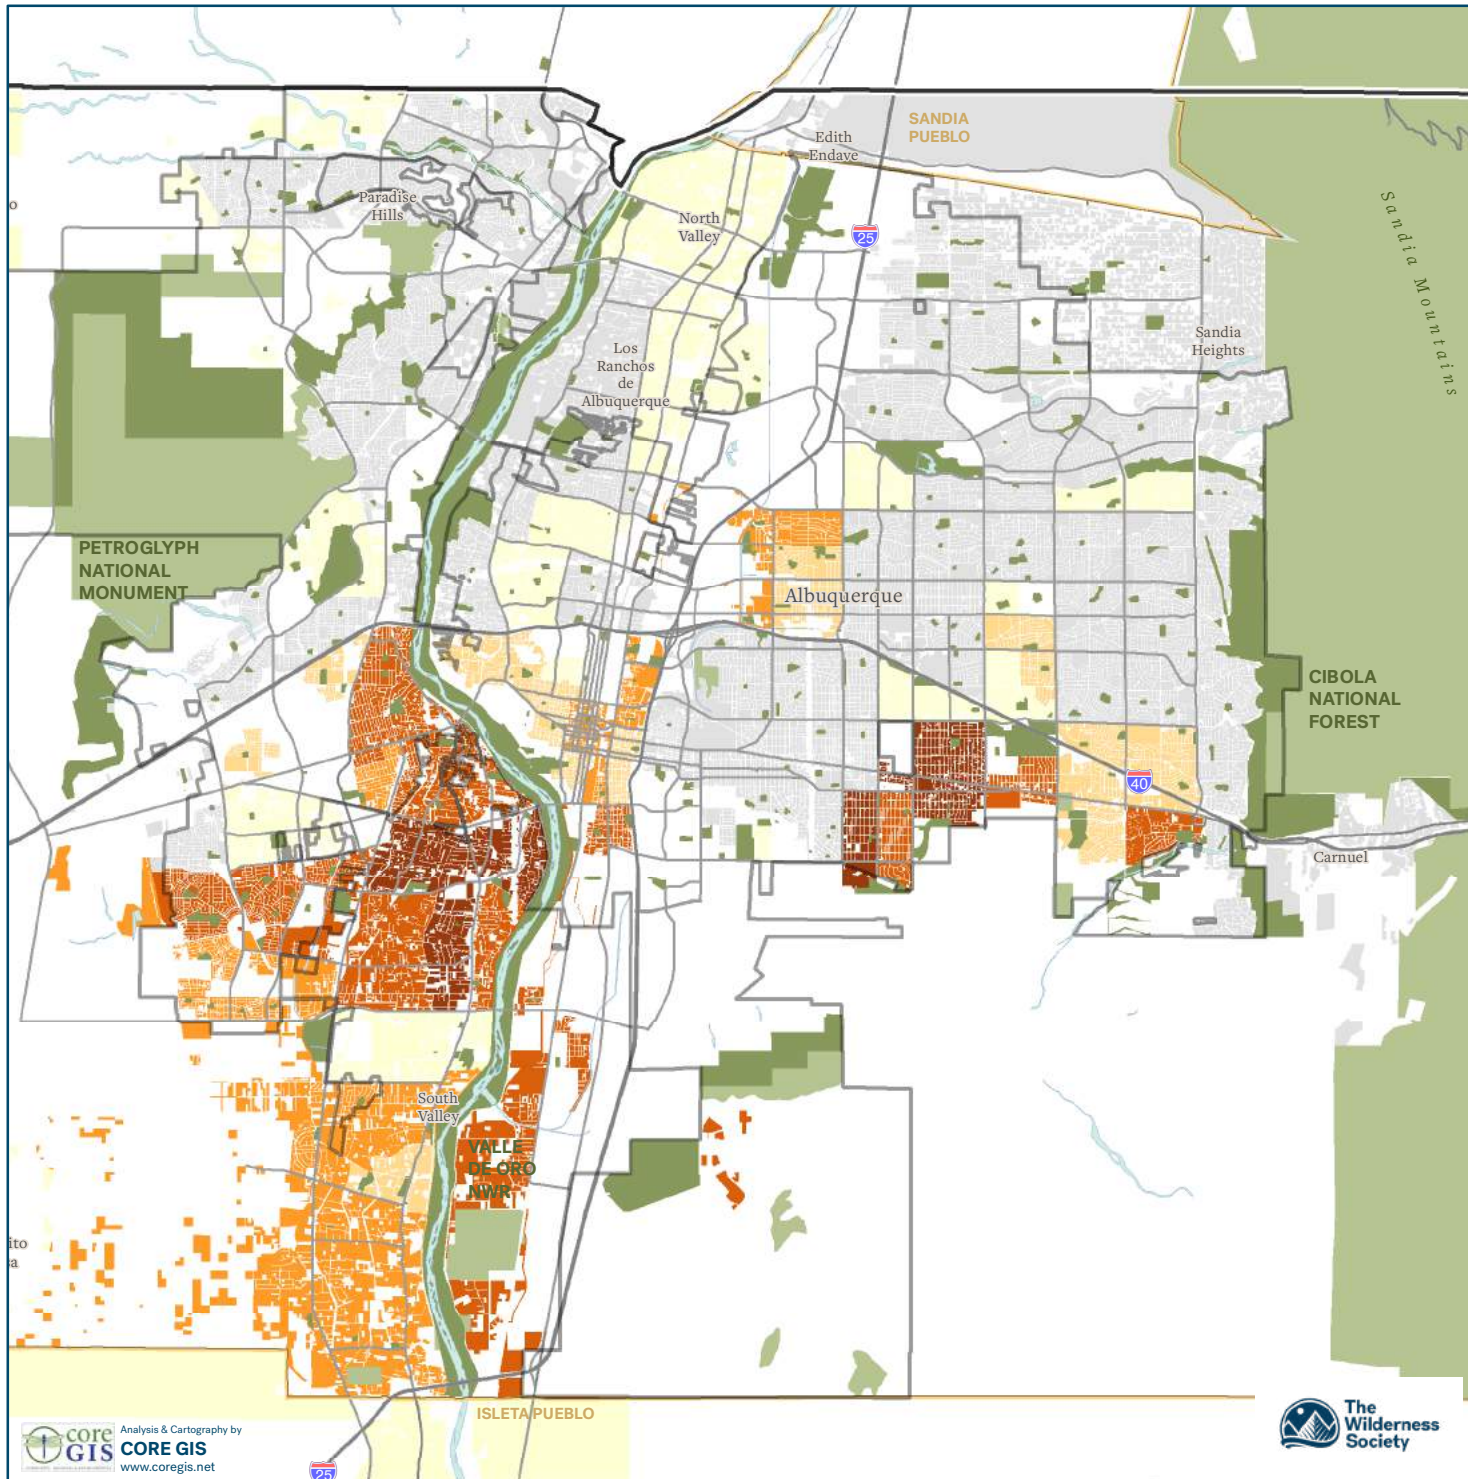 SANDIA
PUEBLO
Edith
Endave
Paradise
Hills
o
North
Valley
25
Sandia Mountains
Sandia
Heights
Los
Ranchos
de
Albuquerque
PETROGLYPH
NATIONAL
MONUMENT
Albuquerque
CIBOLA
NATIONAL
FOREST
40
Carnuel
South
Valley
VALLE
DE ORO
NWR
ito
a
ISLETA PUEBLO
core
GIS
Analysis & Cartography by
CORE GIS
www.coregis.net
25
The
Wilderness
Society